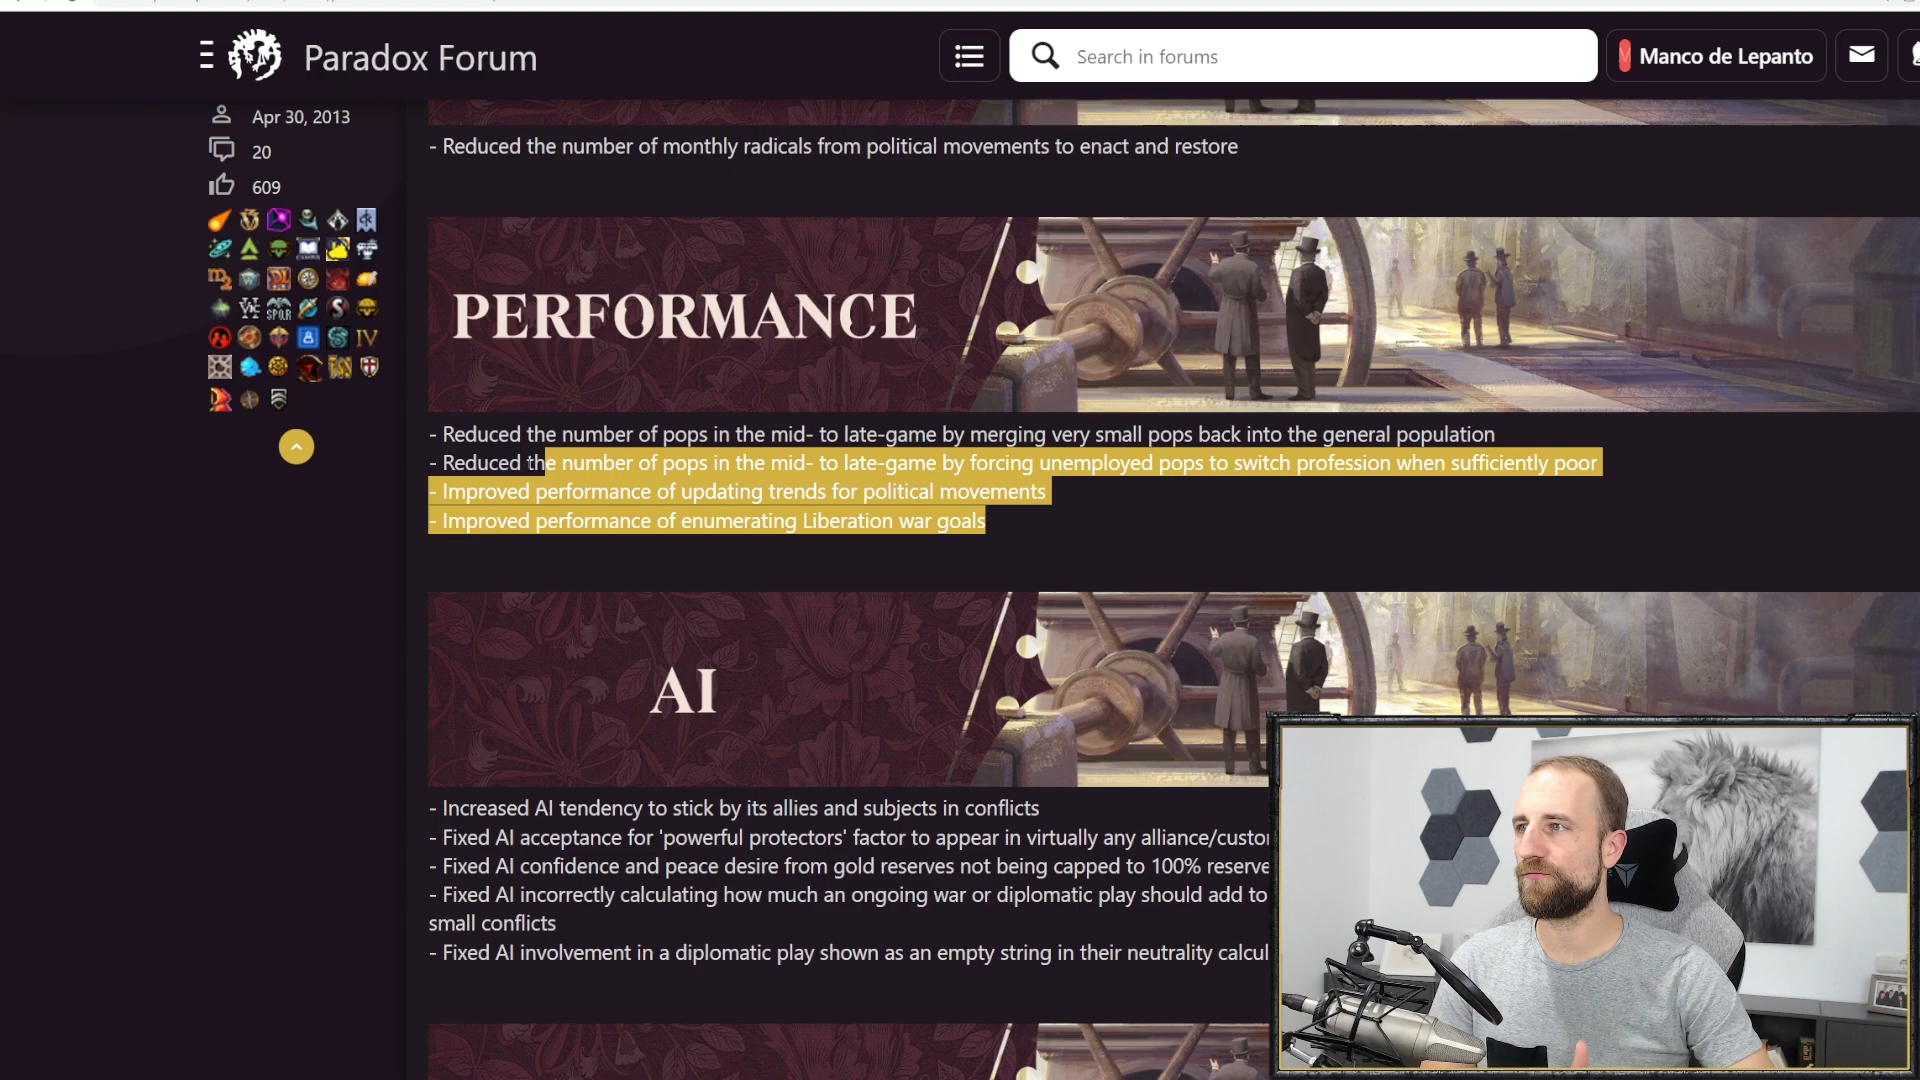 Paradox Forum
Search in forums
Manco de Lepanto
Apr 30, 2013
20
609
- Reduced the number of monthly radicals from political movements to enact and restore
PERFORMANCE
- Reduced the number of pops in the mid- to late-game by merging very small pops back into the general population
- Reduced the number of pops in the mid- to late-game by forcing unemployed pops to switch profession when sufficiently poor
- Improved performance of updating trends for political movements
- Improved performance of enumerating Liberation war goals
AI
- Increased AI tendency to stick by its allies and subjects in conflicts
- Fixed AI acceptance for 'powerful protectors' factor to appear in virtually any alliance/custo
- Fixed AI confidence and peace desire from gold reserves not being capped to 100% reserve
- Fixed AI incorrectly calculating how much an ongoing war or diplomatic play should add to
small conflicts
- Fixed AI involvement in a diplomatic play shown as an empty string in their neutrality calcul